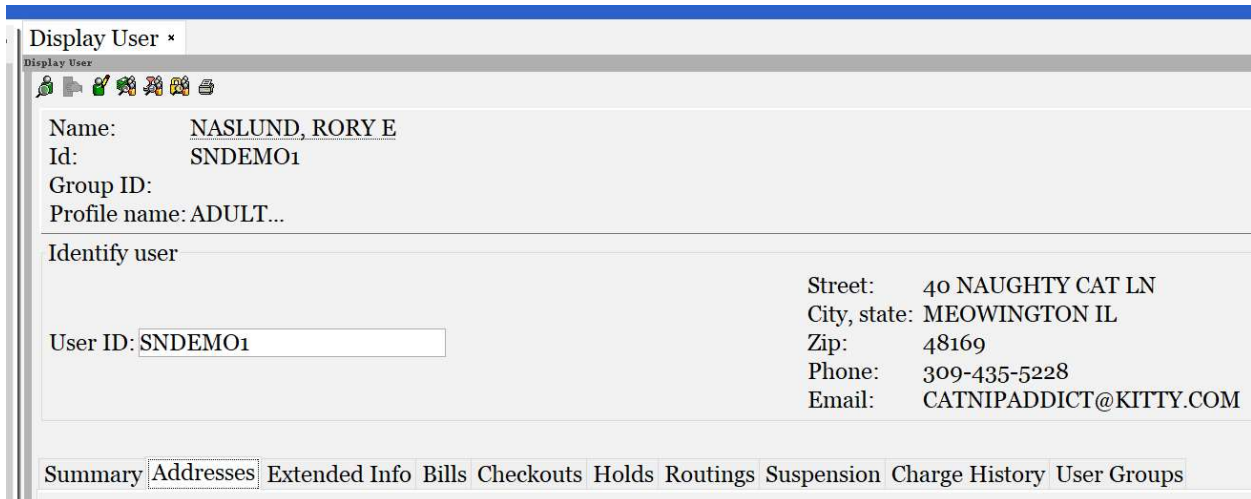 Display User ×
Display User
Name: NASLUND, RORY E
Id: SNDEMO1
Group ID:
Profile name: ADULT...
Identify user
User ID: SNDEMO1
Street: 40 NAUGHTY CAT LN
City, state: MEOWINGTON IL
Zip: 48169
Phone: 309-435-5228
Email: CATNIPADDICT@KITTY.COM
Summary Addresses Extended Info Bills Checkouts Holds Routings Suspension Charge History User Groups